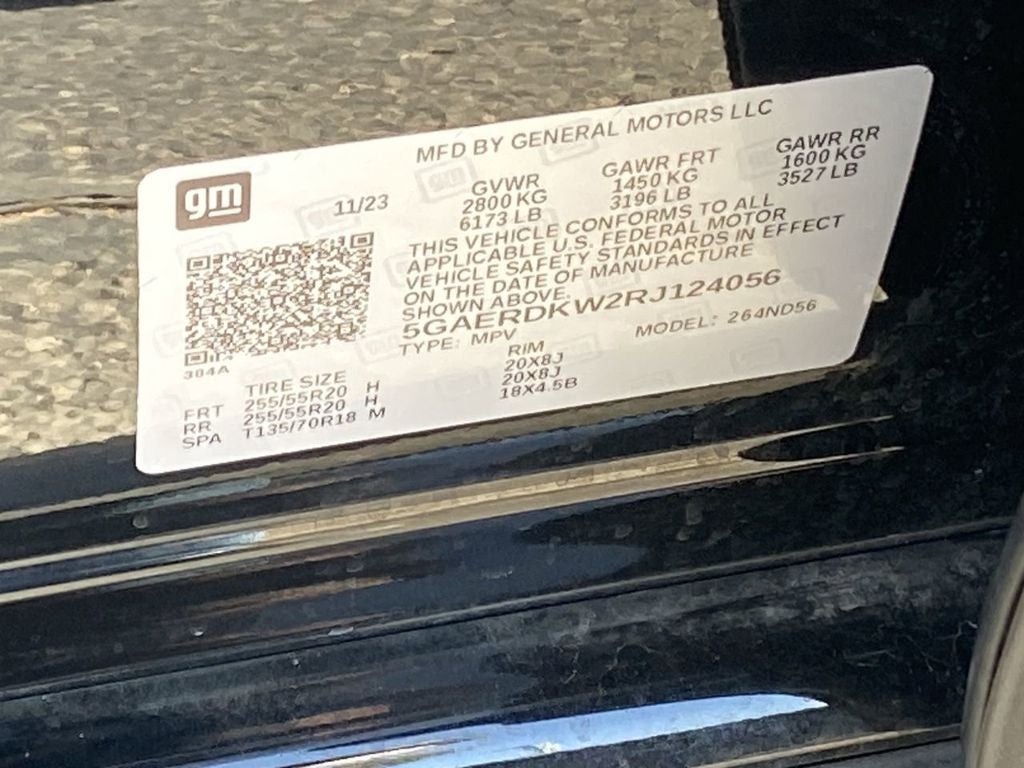 MFD BY GENERAL MOTORS LLC
gm
11/23
GVWR
2800 KG
6173 LB
GAWR FRT
1450 KG
3196 LB
GAWR RR
1600 KG
3527 LB
THIS VEHICLE CONFORMS TO ALL
APPLICABLE U.S. FEDERAL MOTOR
VEHICLE SAFETY STANDARDS IN EFFECT
ON THE DATE OF MANUFACTURE
SHOWN ABOVE
5GAERDKW2RJ124056
TYPE: MPV
MODEL: 264ND56
304A
TIRE SIZE RIM
FRT 255/55R20 H 20X8J
RR 255/55R20 H 20X8J
SPA T135/70R18 M 18X4.5B